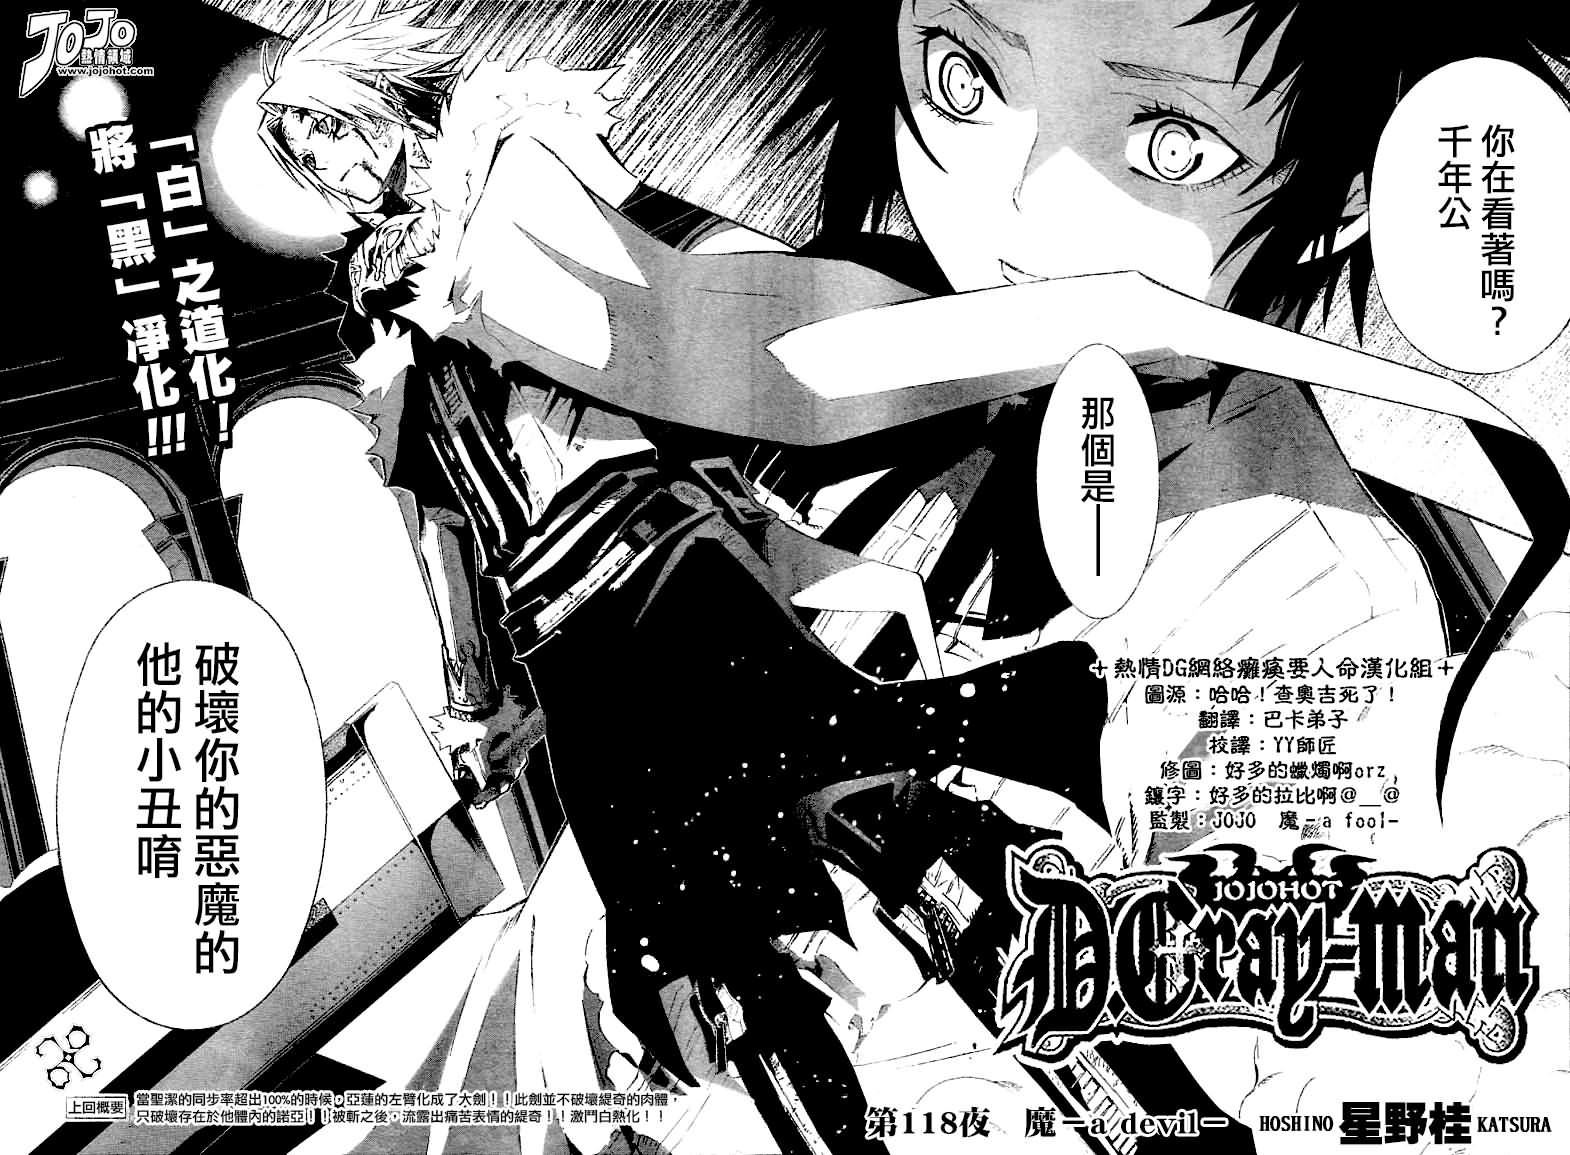 你在看著嗎？
千年公
那個是——
破壞你的惡魔的
他的小丑唷
「白」之道化！
將「黑」淨化!!!
JOJO
熱情領域
www.jojohot.com
＋熱情DG網絡癱瘓要人命漢化組＋
圖源：哈哈！查奧吉死了！
翻譯：巴卡弟子
校譯：YY師匠
修圖：好多的蠟燭啊orz
鑲字：好多的拉比啊@__@
監製：JOJO 魔-a fool-
JOJOHOT
D.Gray-man
上回概要
當聖潔的同步率超出100%的時候，亞蓮的左臂化成了大劍！！此劍並不破壞緹奇的肉體，
只破壞存在於他體內的諾亞！！被斬之後，流露出痛苦表情的緹奇！！激鬥白熱化！！
第118夜 魔－a devil－
HOSHINO 星野桂 KATSURA